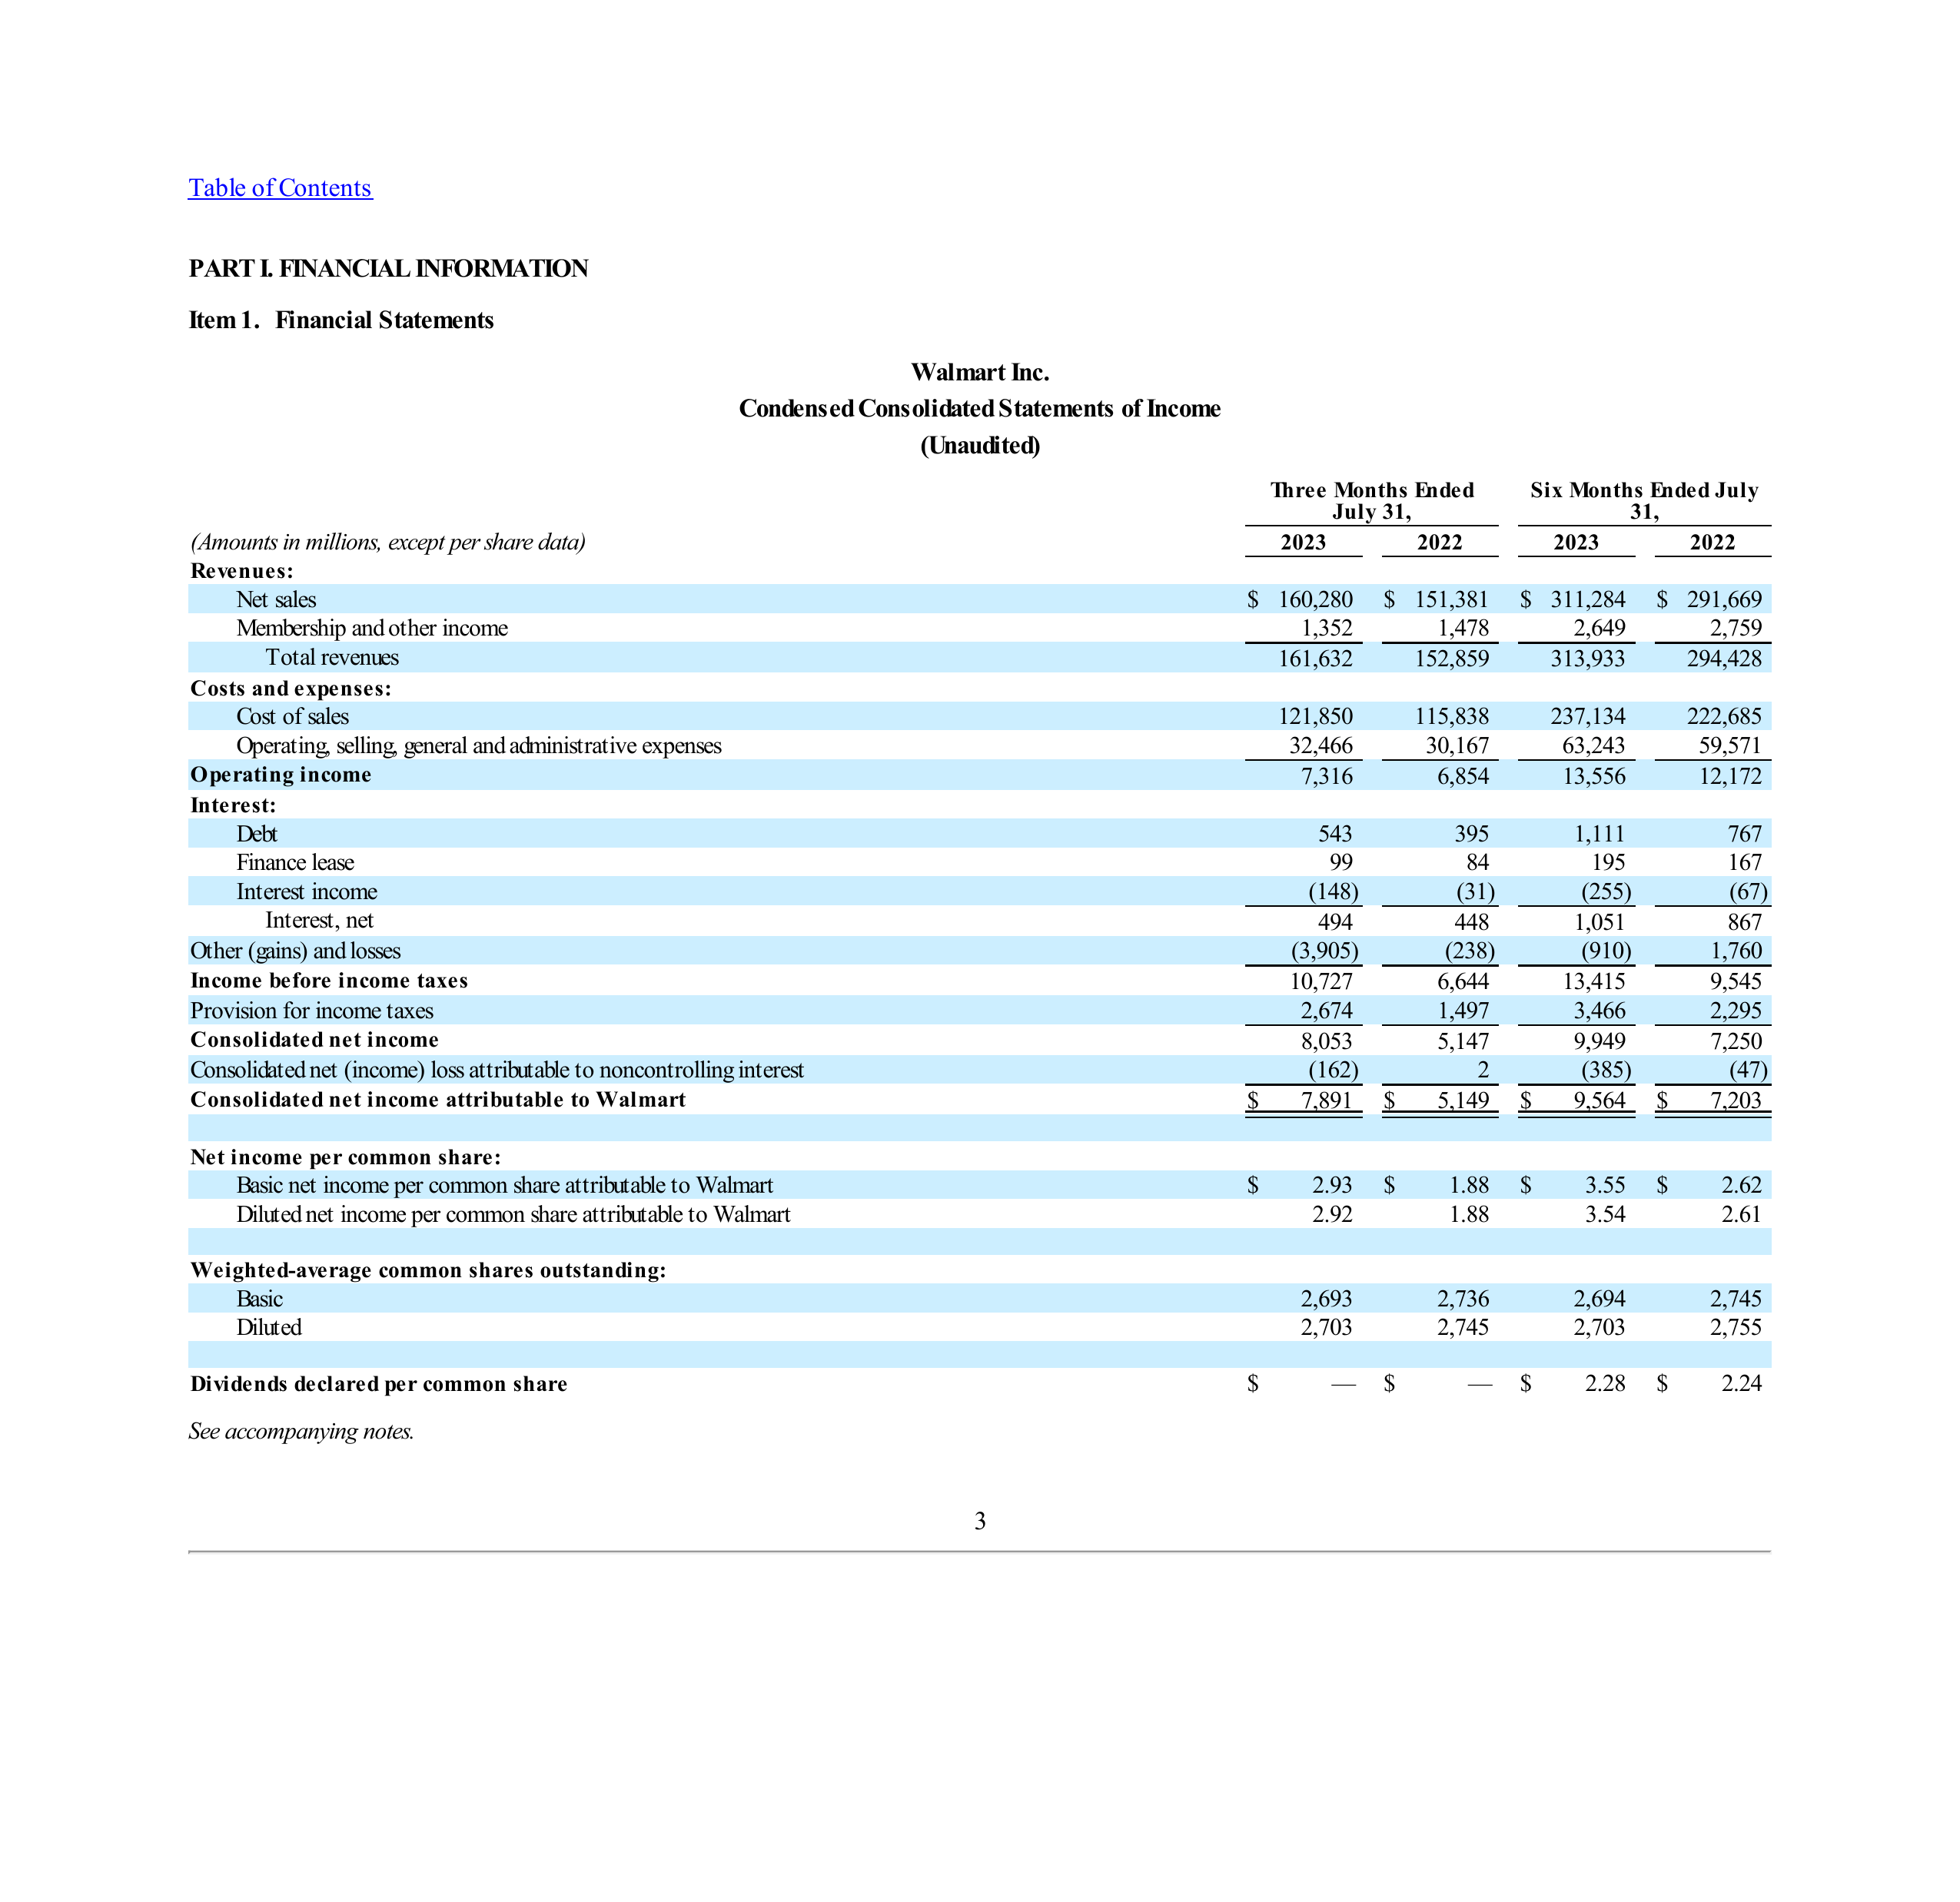 Table of Contents
PART I. FINANCIAL INFORMATION
Item 1. Financial Statements
Walmart Inc.
Condensed Consolidated Statements of Income
(Unaudited)
Three Months Ended July 31, Six Months Ended July 31,
(Amounts in millions, except per share data) 2023 2022 2023 2022
Revenues:
Net sales $ 160,280 $ 151,381 $ 311,284 $ 291,669
Membership and other income 1,352 1,478 2,649 2,759
Total revenues 161,632 152,859 313,933 294,428
Costs and expenses:
Cost of sales 121,850 115,838 237,134 222,685
Operating, selling, general and administrative expenses 32,466 30,167 63,243 59,571
Operating income 7,316 6,854 13,556 12,172
Interest:
Debt 543 395 1,111 767
Finance lease 99 84 195 167
Interest income (148) (31) (255) (67)
Interest, net 494 448 1,051 867
Other (gains) and losses (3,905) (238) (910) 1,760
Income before income taxes 10,727 6,644 13,415 9,545
Provision for income taxes 2,674 1,497 3,466 2,295
Consolidated net income 8,053 5,147 9,949 7,250
Consolidated net (income) loss attributable to noncontrolling interest (162) 2 (385) (47)
Consolidated net income attributable to Walmart $ 7,891 $ 5,149 $ 9,564 $ 7,203
Net income per common share:
Basic net income per common share attributable to Walmart $ 2.93 $ 1.88 $ 3.55 $ 2.62
Diluted net income per common share attributable to Walmart 2.92 1.88 3.54 2.61
Weighted-average common shares outstanding:
Basic 2,693 2,736 2,694 2,745
Diluted 2,703 2,745 2,703 2,755
Dividends declared per common share $ — $ — $ 2.28 $ 2.24
See accompanying notes.
3